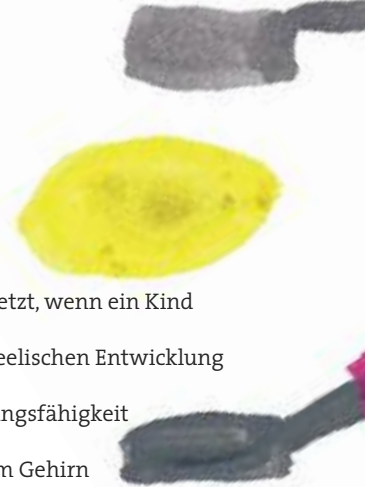 etzt, wenn ein Kind
eelischen Entwicklung
ngsfähigkeit
m Gehirn